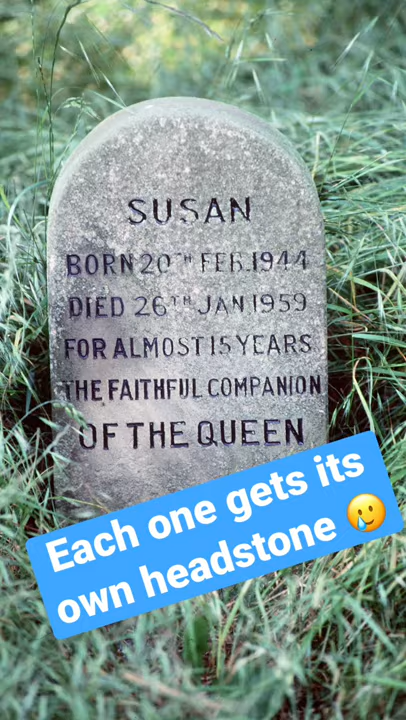 SUSAN
BORN 20TH FEB. 1944
DIED 26TH JAN 1959
FOR ALMOST 15 YEARS
THE FAITHFUL COMPANION
OF THE QUEEN
Each one gets its
own headstone 🥲